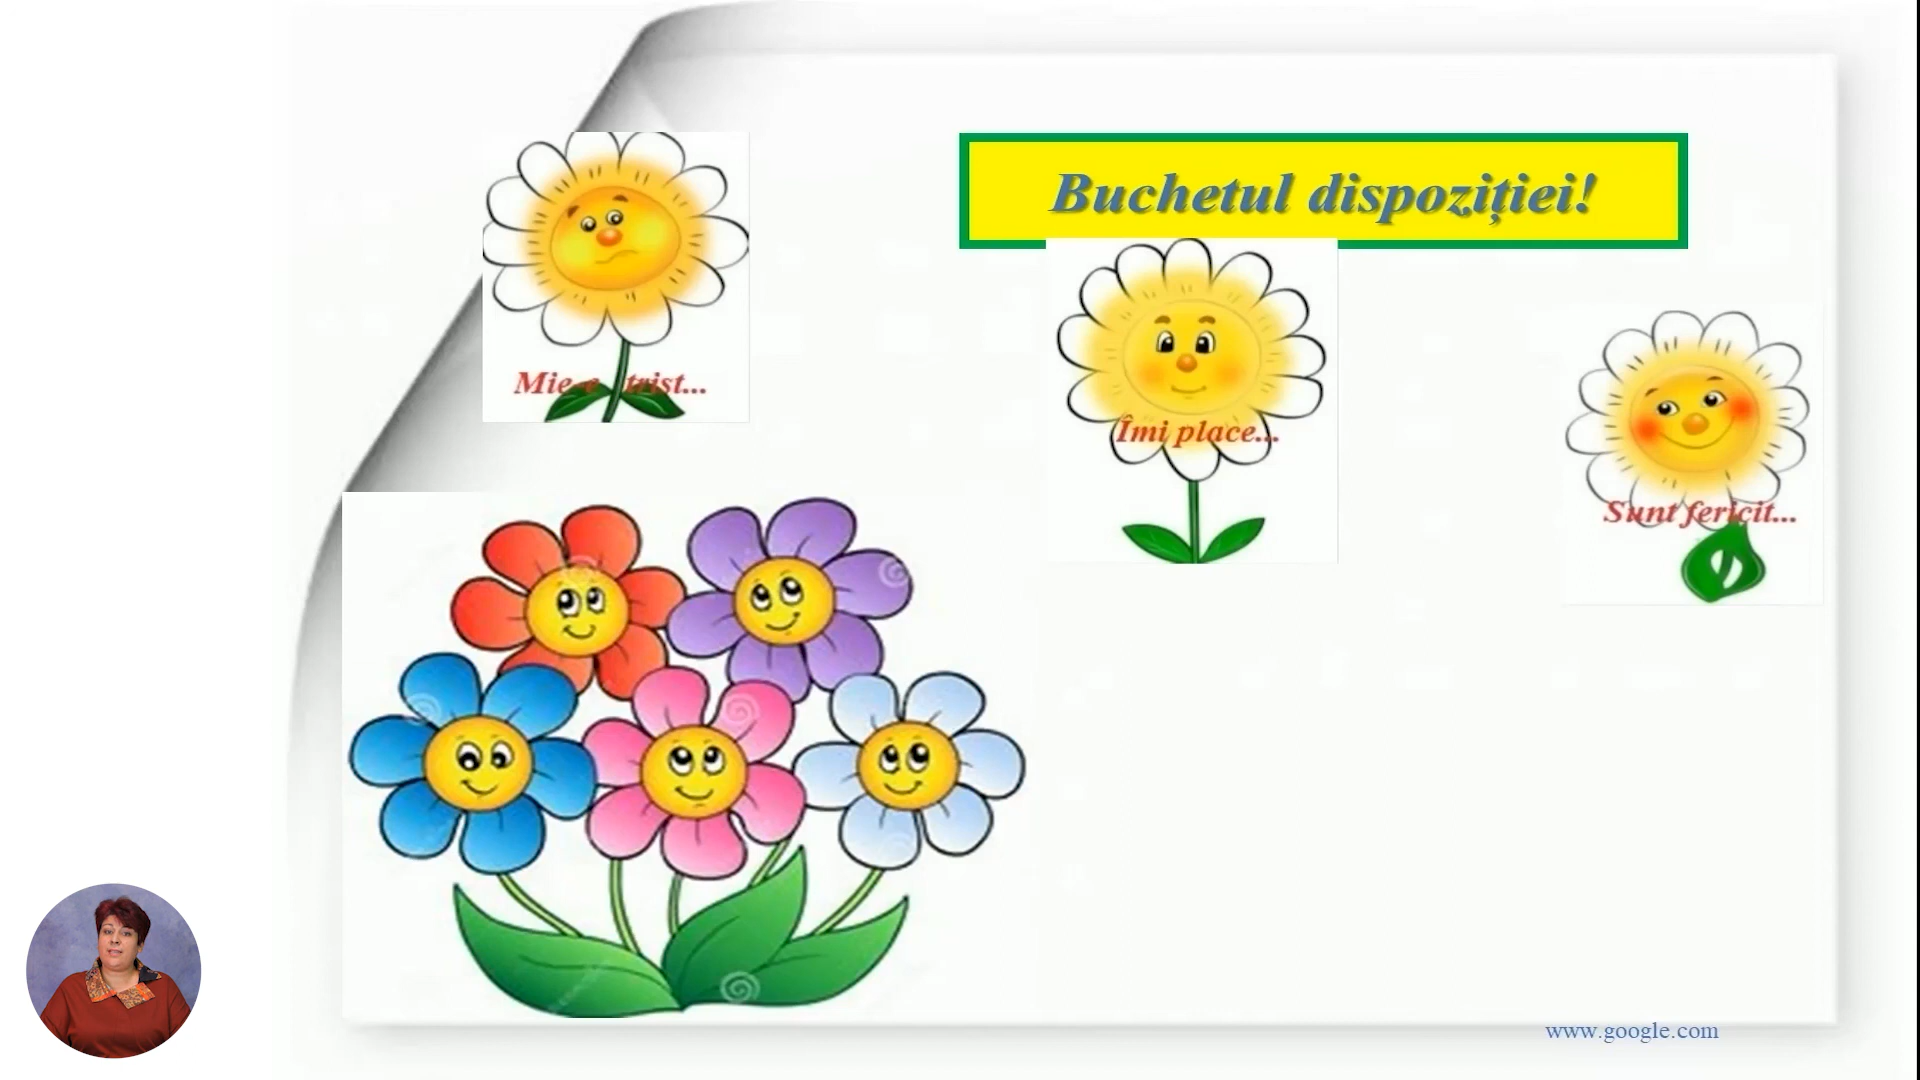 Buchetul dispoziției!
Mie-e trist...
Îmi place...
Sunt fericit...
www.google.com